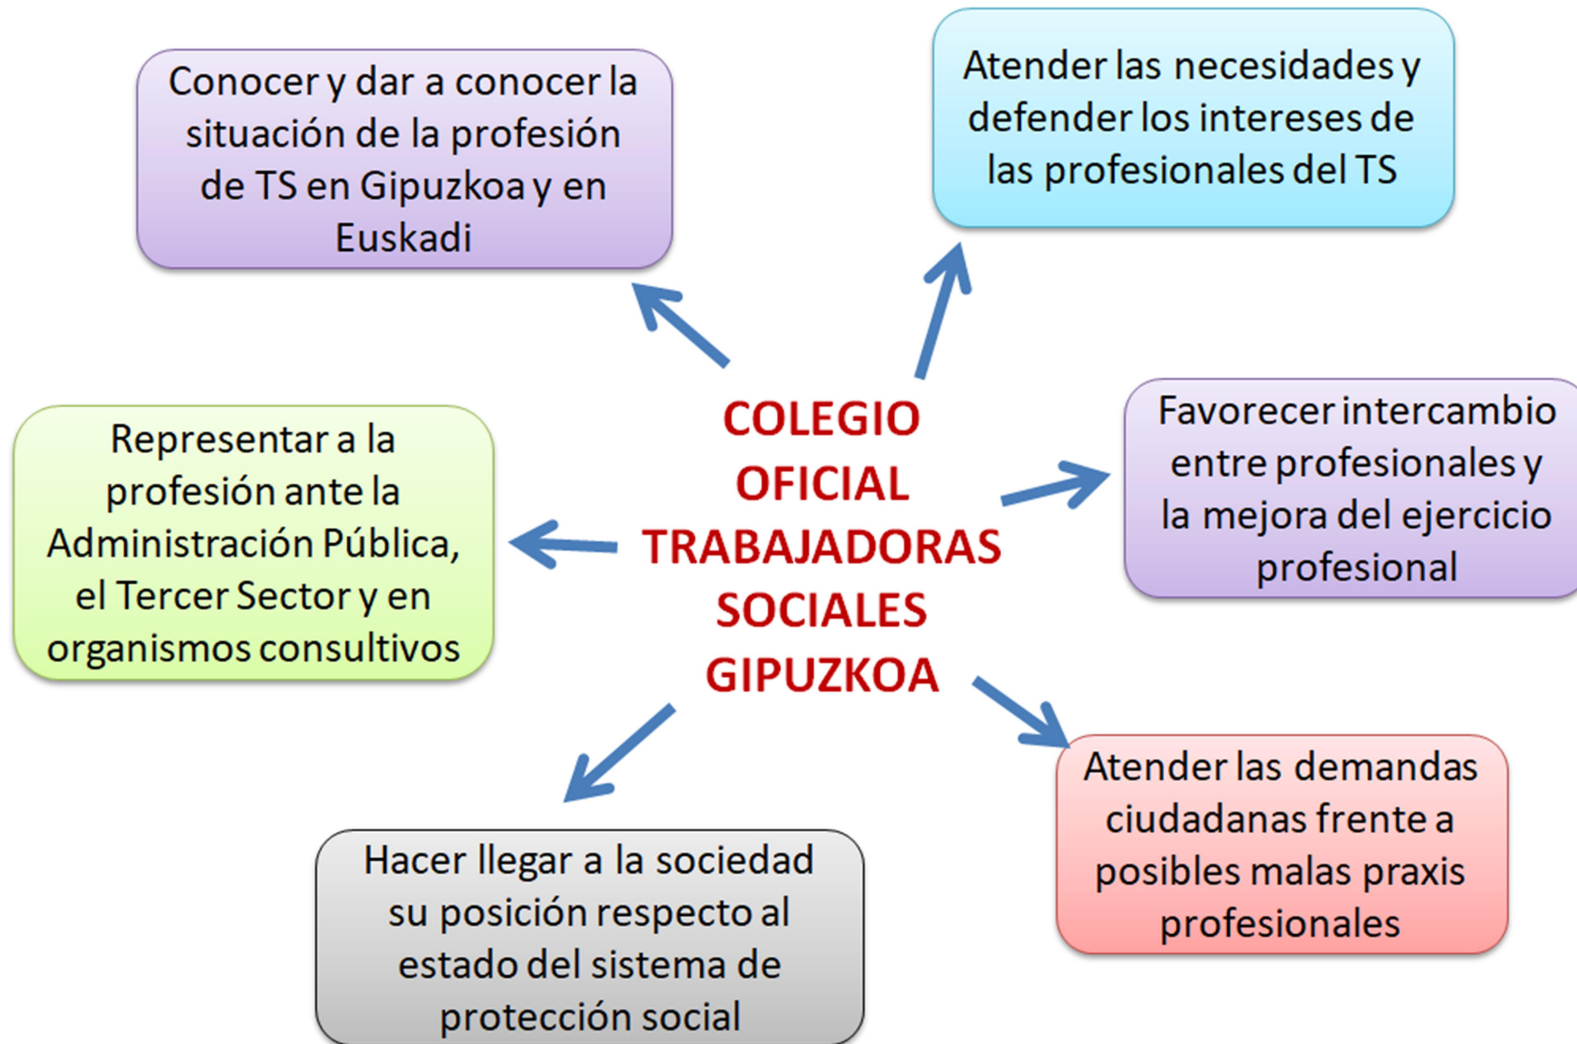 Conocer y dar a conocer la
situación de la profesión
de TS en Gipuzkoa y en
Euskadi
Atender las necesidades y
defender los intereses de
las profesionales del TS
Representar a la
profesión ante la
Administración Pública,
el Tercer Sector y en
organismos consultivos
COLEGIO
OFICIAL
TRABAJADORAS
SOCIALES
GIPUZKOA
Favorecer intercambio
entre profesionales y
la mejora del ejercicio
profesional
Hacer llegar a la sociedad
su posición respecto al
estado del sistema de
protección social
Atender las demandas
ciudadanas frente a
posibles malas praxis
profesionales